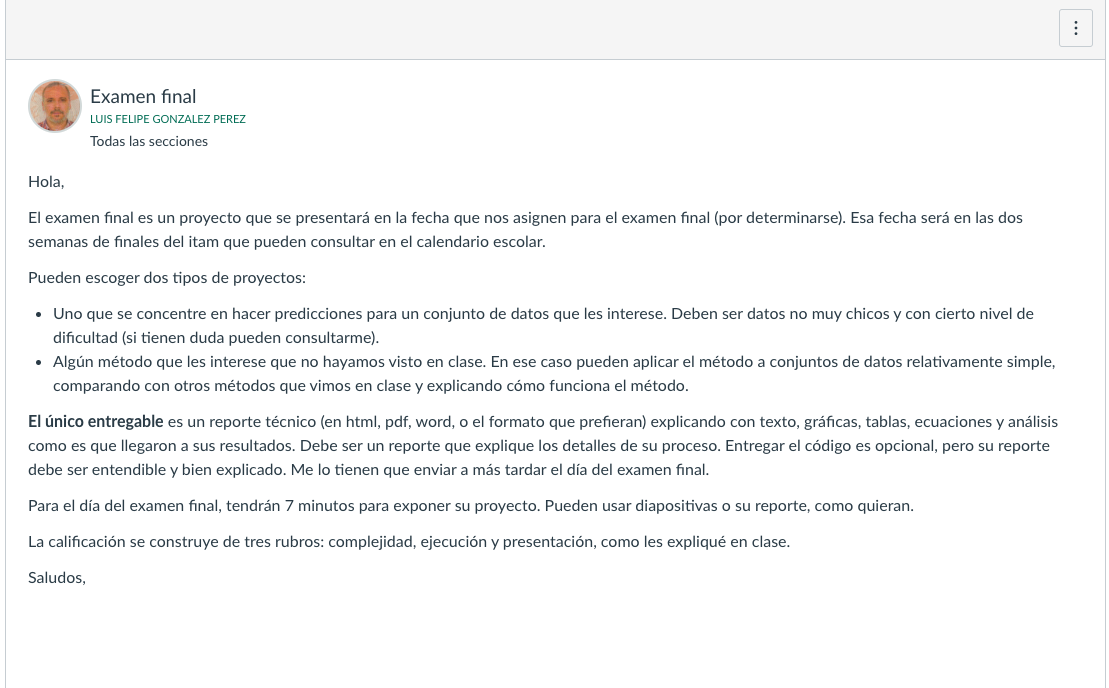 Examen final
LUIS FELIPE GONZALEZ PEREZ
Todas las secciones
Hola,
El examen final es un proyecto que se presentará en la fecha que nos asignen para el examen final (por determinarse). Esa fecha será en las dos
semanas de finales del itam que pueden consultar en el calendario escolar.
Pueden escoger dos tipos de proyectos:
• Uno que se concentre en hacer predicciones para un conjunto de datos que les interese. Deben ser datos no muy chicos y con cierto nivel de
dificultad (si tienen duda pueden consultarme).
• Algún método que les interese que no hayamos visto en clase. En ese caso pueden aplicar el método a conjuntos de datos relativamente simple,
comparando con otros métodos que vimos en clase y explicando cómo funciona el método.
El único entregable es un reporte técnico (en html, pdf, word, o el formato que prefieran) explicando con texto, gráficas, tablas, ecuaciones y análisis
como es que llegaron a sus resultados. Debe ser un reporte que explique los detalles de su proceso. Entregar el código es opcional, pero su reporte
debe ser entendible y bien explicado. Me lo tienen que enviar a más tardar el día del examen final.
Para el día del examen final, tendrán 7 minutos para exponer su proyecto. Pueden usar diapositivas o su reporte, como quieran.
La calificación se construye de tres rubros: complejidad, ejecución y presentación, como les expliqué en clase.
Saludos,